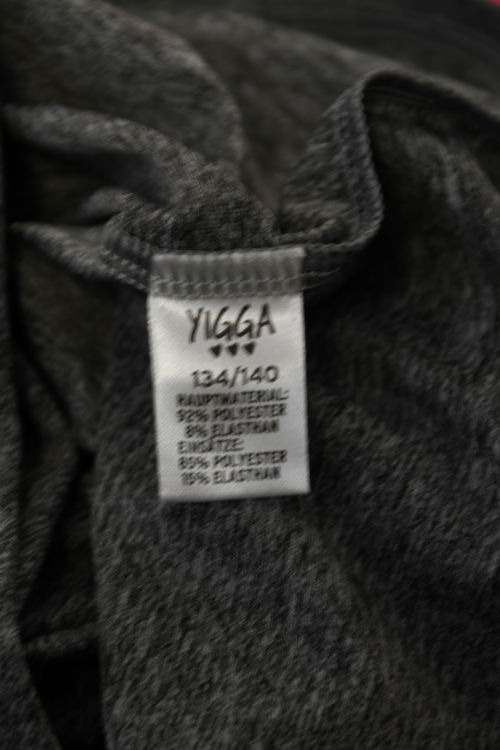 YIGGA
134/140
HAUPTMATERIAL:
92% POLYESTER
8% ELASTHAN
EINSÄTZE:
85% POLYESTER
15% ELASTHAN